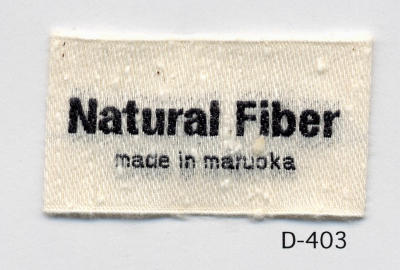 Natural Fiber
made in maruoka
D-403